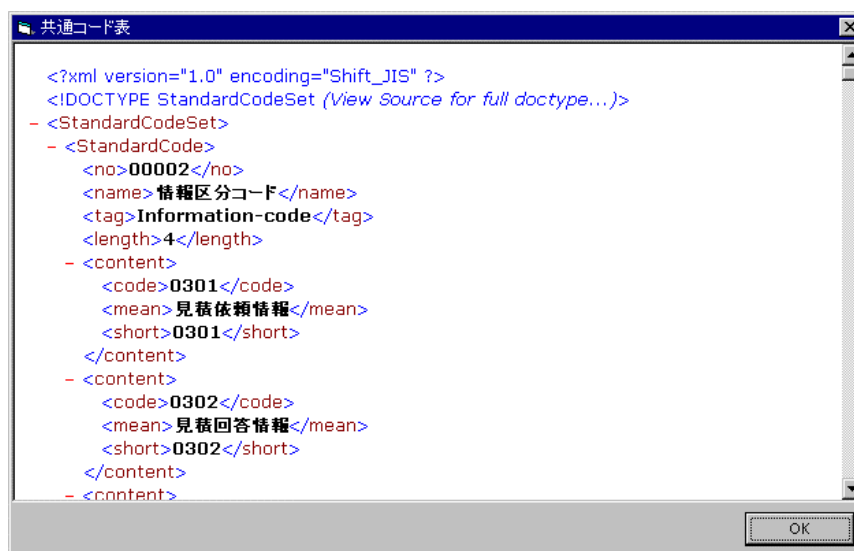 共通コード表
<?xml version="1.0" encoding="Shift_JIS" ?>
<!DOCTYPE StandardCodeSet (View Source for full doctype...)>
- <StandardCodeSet>
- <StandardCode>
<no>00002</no>
<name>情報区分コード</name>
<tag>Information-code</tag>
<length>4</length>
- <content>
<code>0301</code>
<mean>見積依頼情報</mean>
<short>0301</short>
</content>
- <content>
<code>0302</code>
<mean>見積回答情報</mean>
<short>0302</short>
</content>
- <content>
OK